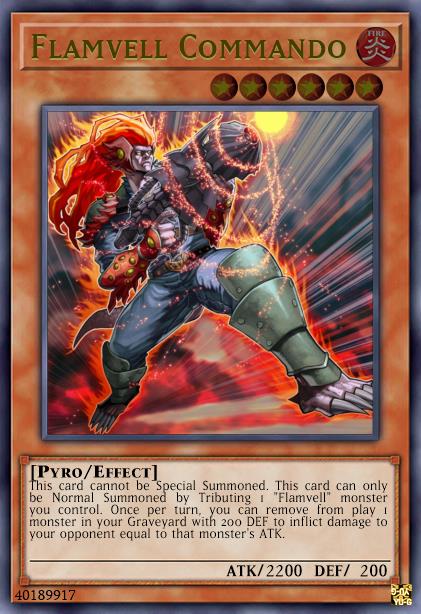 Flamvell Commando
FIRE
炎
[Pyro/Effect]
This card cannot be Special Summoned. This card can only
be Normal Summoned by Tributing 1 "Flamvell" monster
you control. Once per turn, you can remove from play 1
monster in your Graveyard with 200 DEF to inflict damage to
your opponent equal to that monster's ATK.
ATK/2200 DEF/ 200
40189917